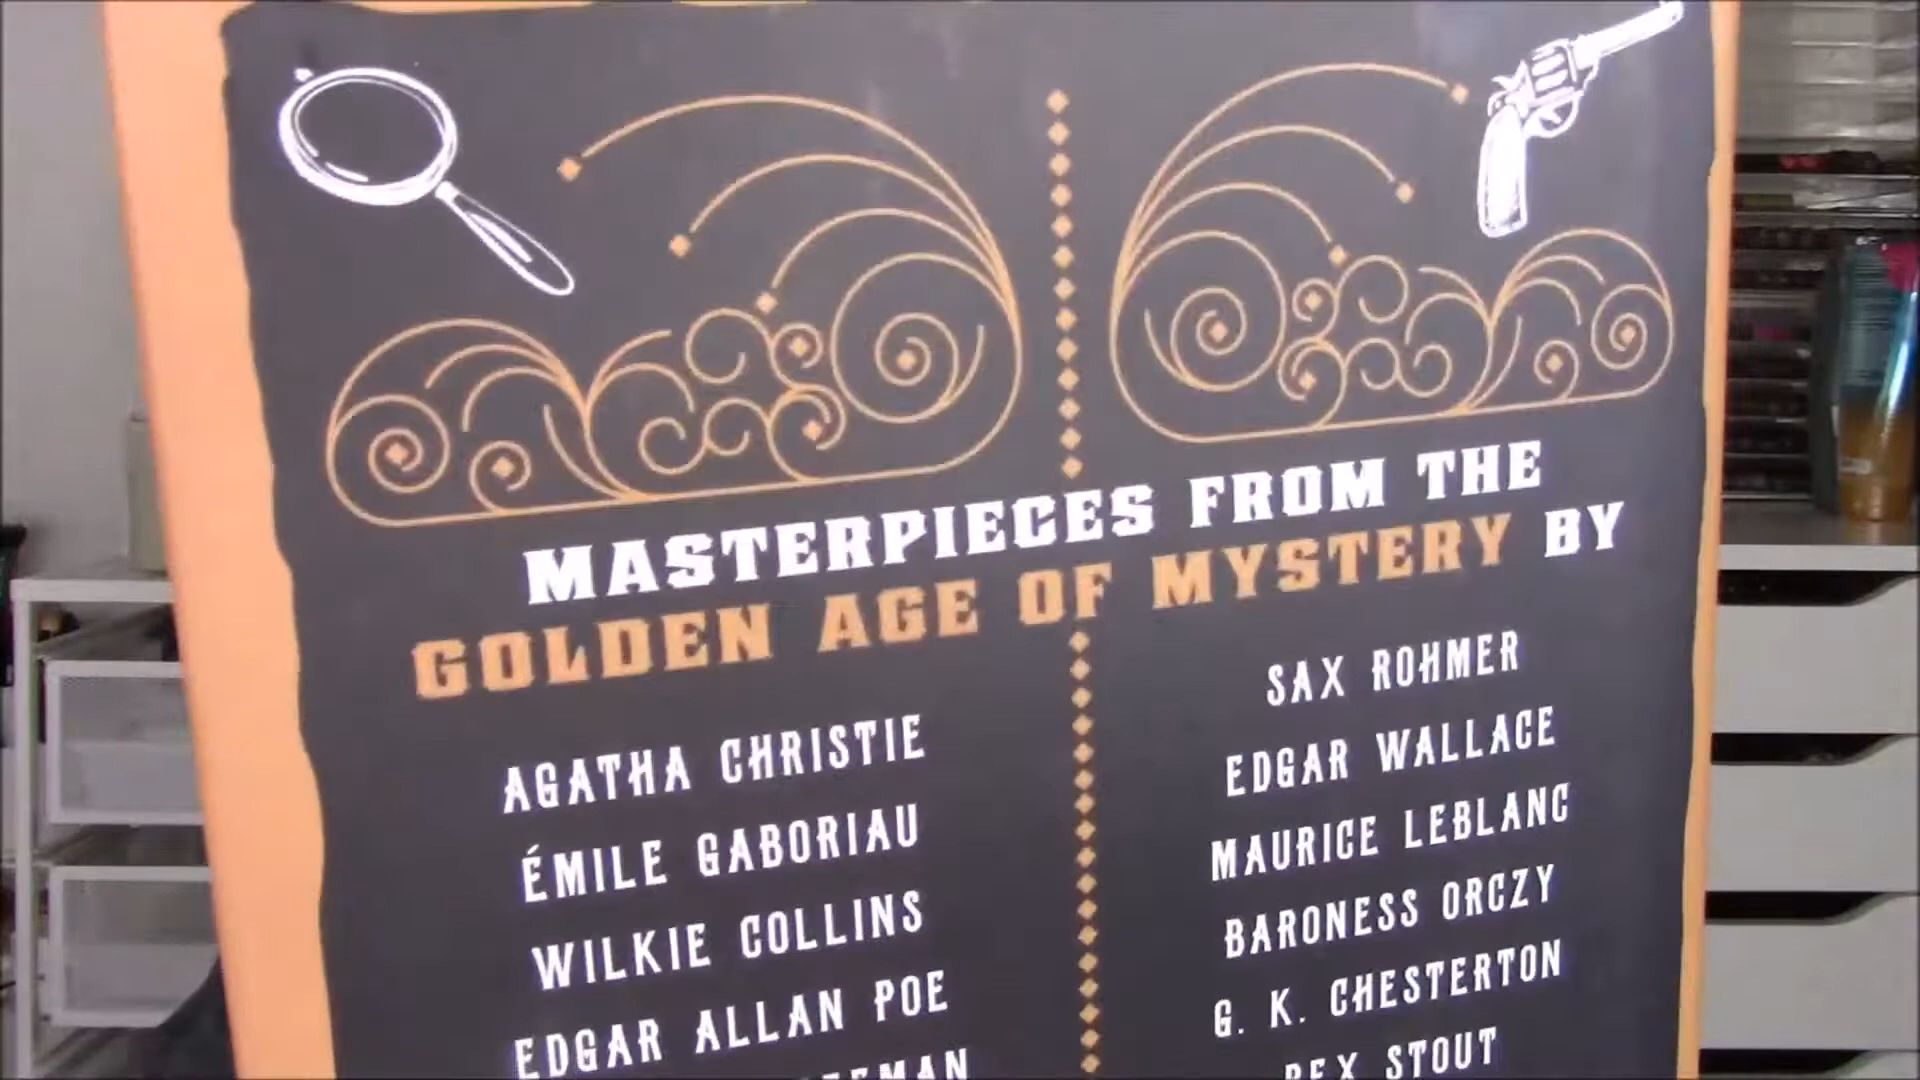 MASTERPIECES FROM THE
GOLDEN AGE OF MYSTERY BY
AGATHA CHRISTIE
ÉMILE GABORIAU
WILKIE COLLINS
EDGAR ALLAN POE
SAX ROHMER
EDGAR WALLACE
MAURICE LEBLANC
BARONESS ORCZY
G. K. CHESTERTON
REX STOUT